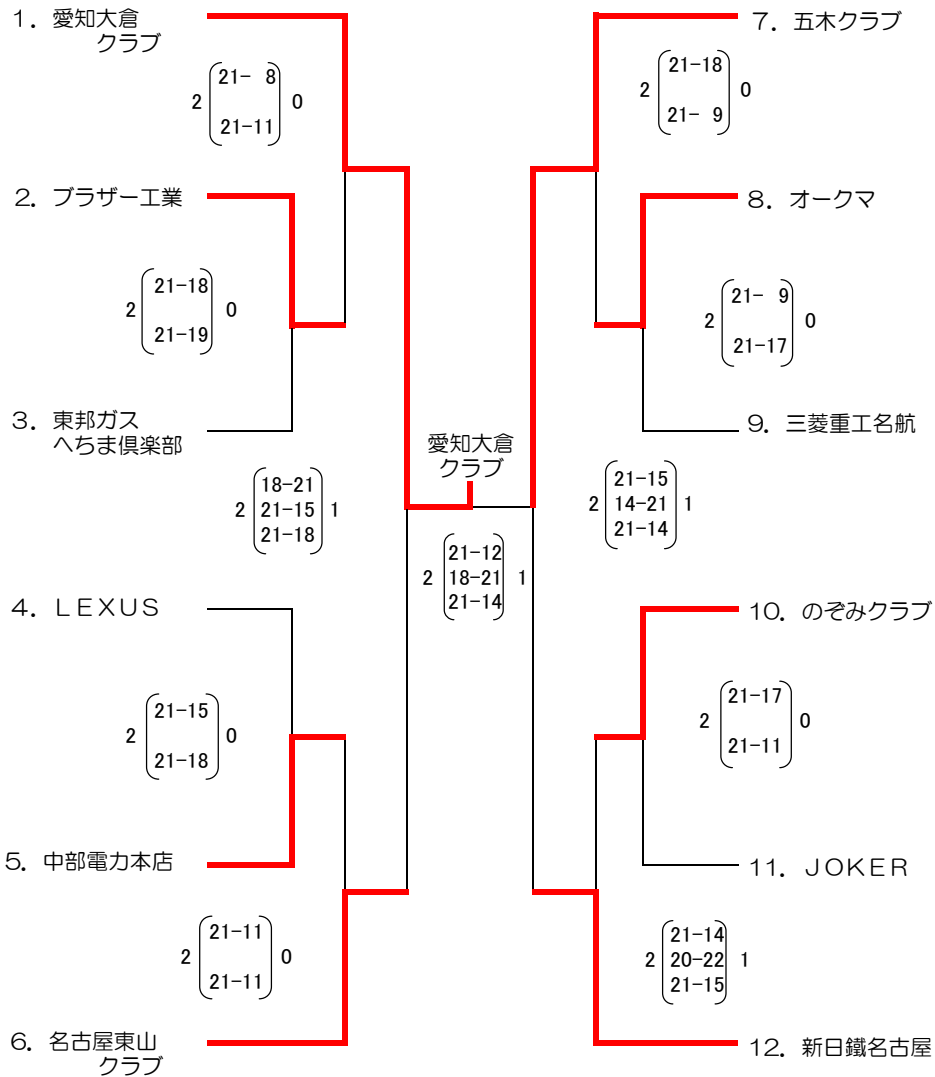 1．愛知大倉
クラブ
2 21- 8 0
21-11
2．ブラザー工業
2 21-18 0
21-19
3．東邦ガス
へちま倶楽部
18-21
2 21-15 1
21-18
4．ＬＥＸＵＳ
2 21-15 0
21-18
5．中部電力本店
2 21-11 0
21-11
6．名古屋東山
クラブ
愛知大倉
クラブ
21-12
2 18-21 1
21-14
7．五木クラブ
2 21-18 0
21- 9
8．オークマ
2 21- 9 0
21-17
9．三菱重工名航
21-15
2 14-21 1
21-14
10．のぞみクラブ
2 21-17 0
21-11
11．ＪＯＫＥＲ
21-14
2 20-22 1
21-15
12．新日鐵名古屋